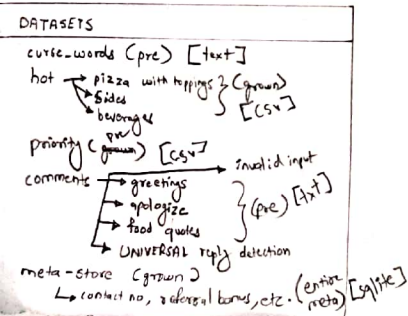 DATASETS
curse_words (pre) [text]
hot → pizza with toppings } (grown)
sides [CSV]
beverages
pre
priority (grown) [CSV]
invalid input
comments → greetings
apologize } (pre) [txt]
food quotes
UNIVERSAL reply detection
meta-store (grown)
contact no, referral bonus, etc. (entire meta) [sqlite]